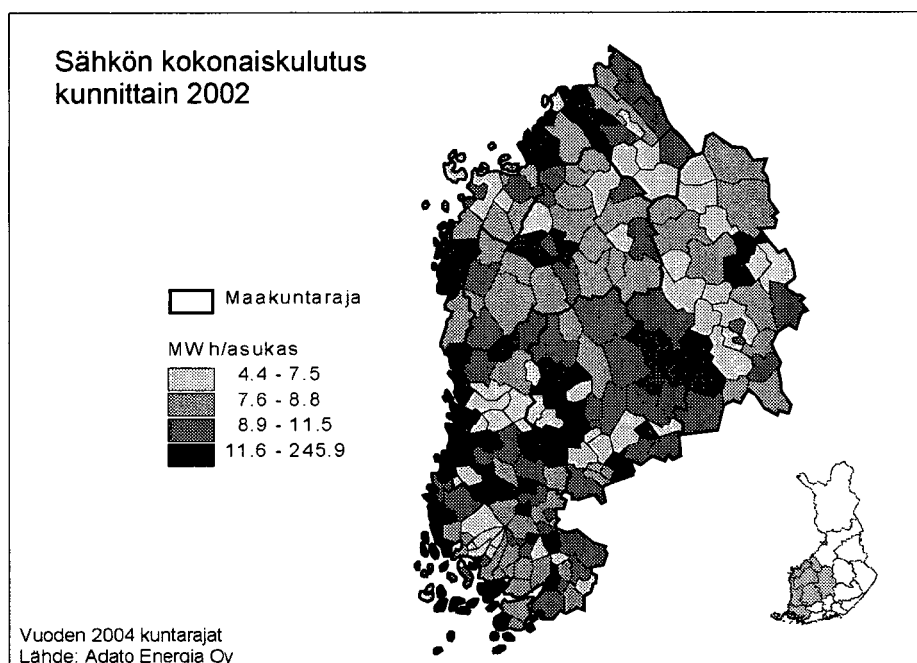 Sähkön kokonaiskulutus
kunnittain 2002
Maakuntaraja
MWh/asukas
4.4 - 7.5
7.6 - 8.8
8.9 - 11.5
11.6 - 245.9
Vuoden 2004 kuntarajat
Lähde: Adato Energia Oy